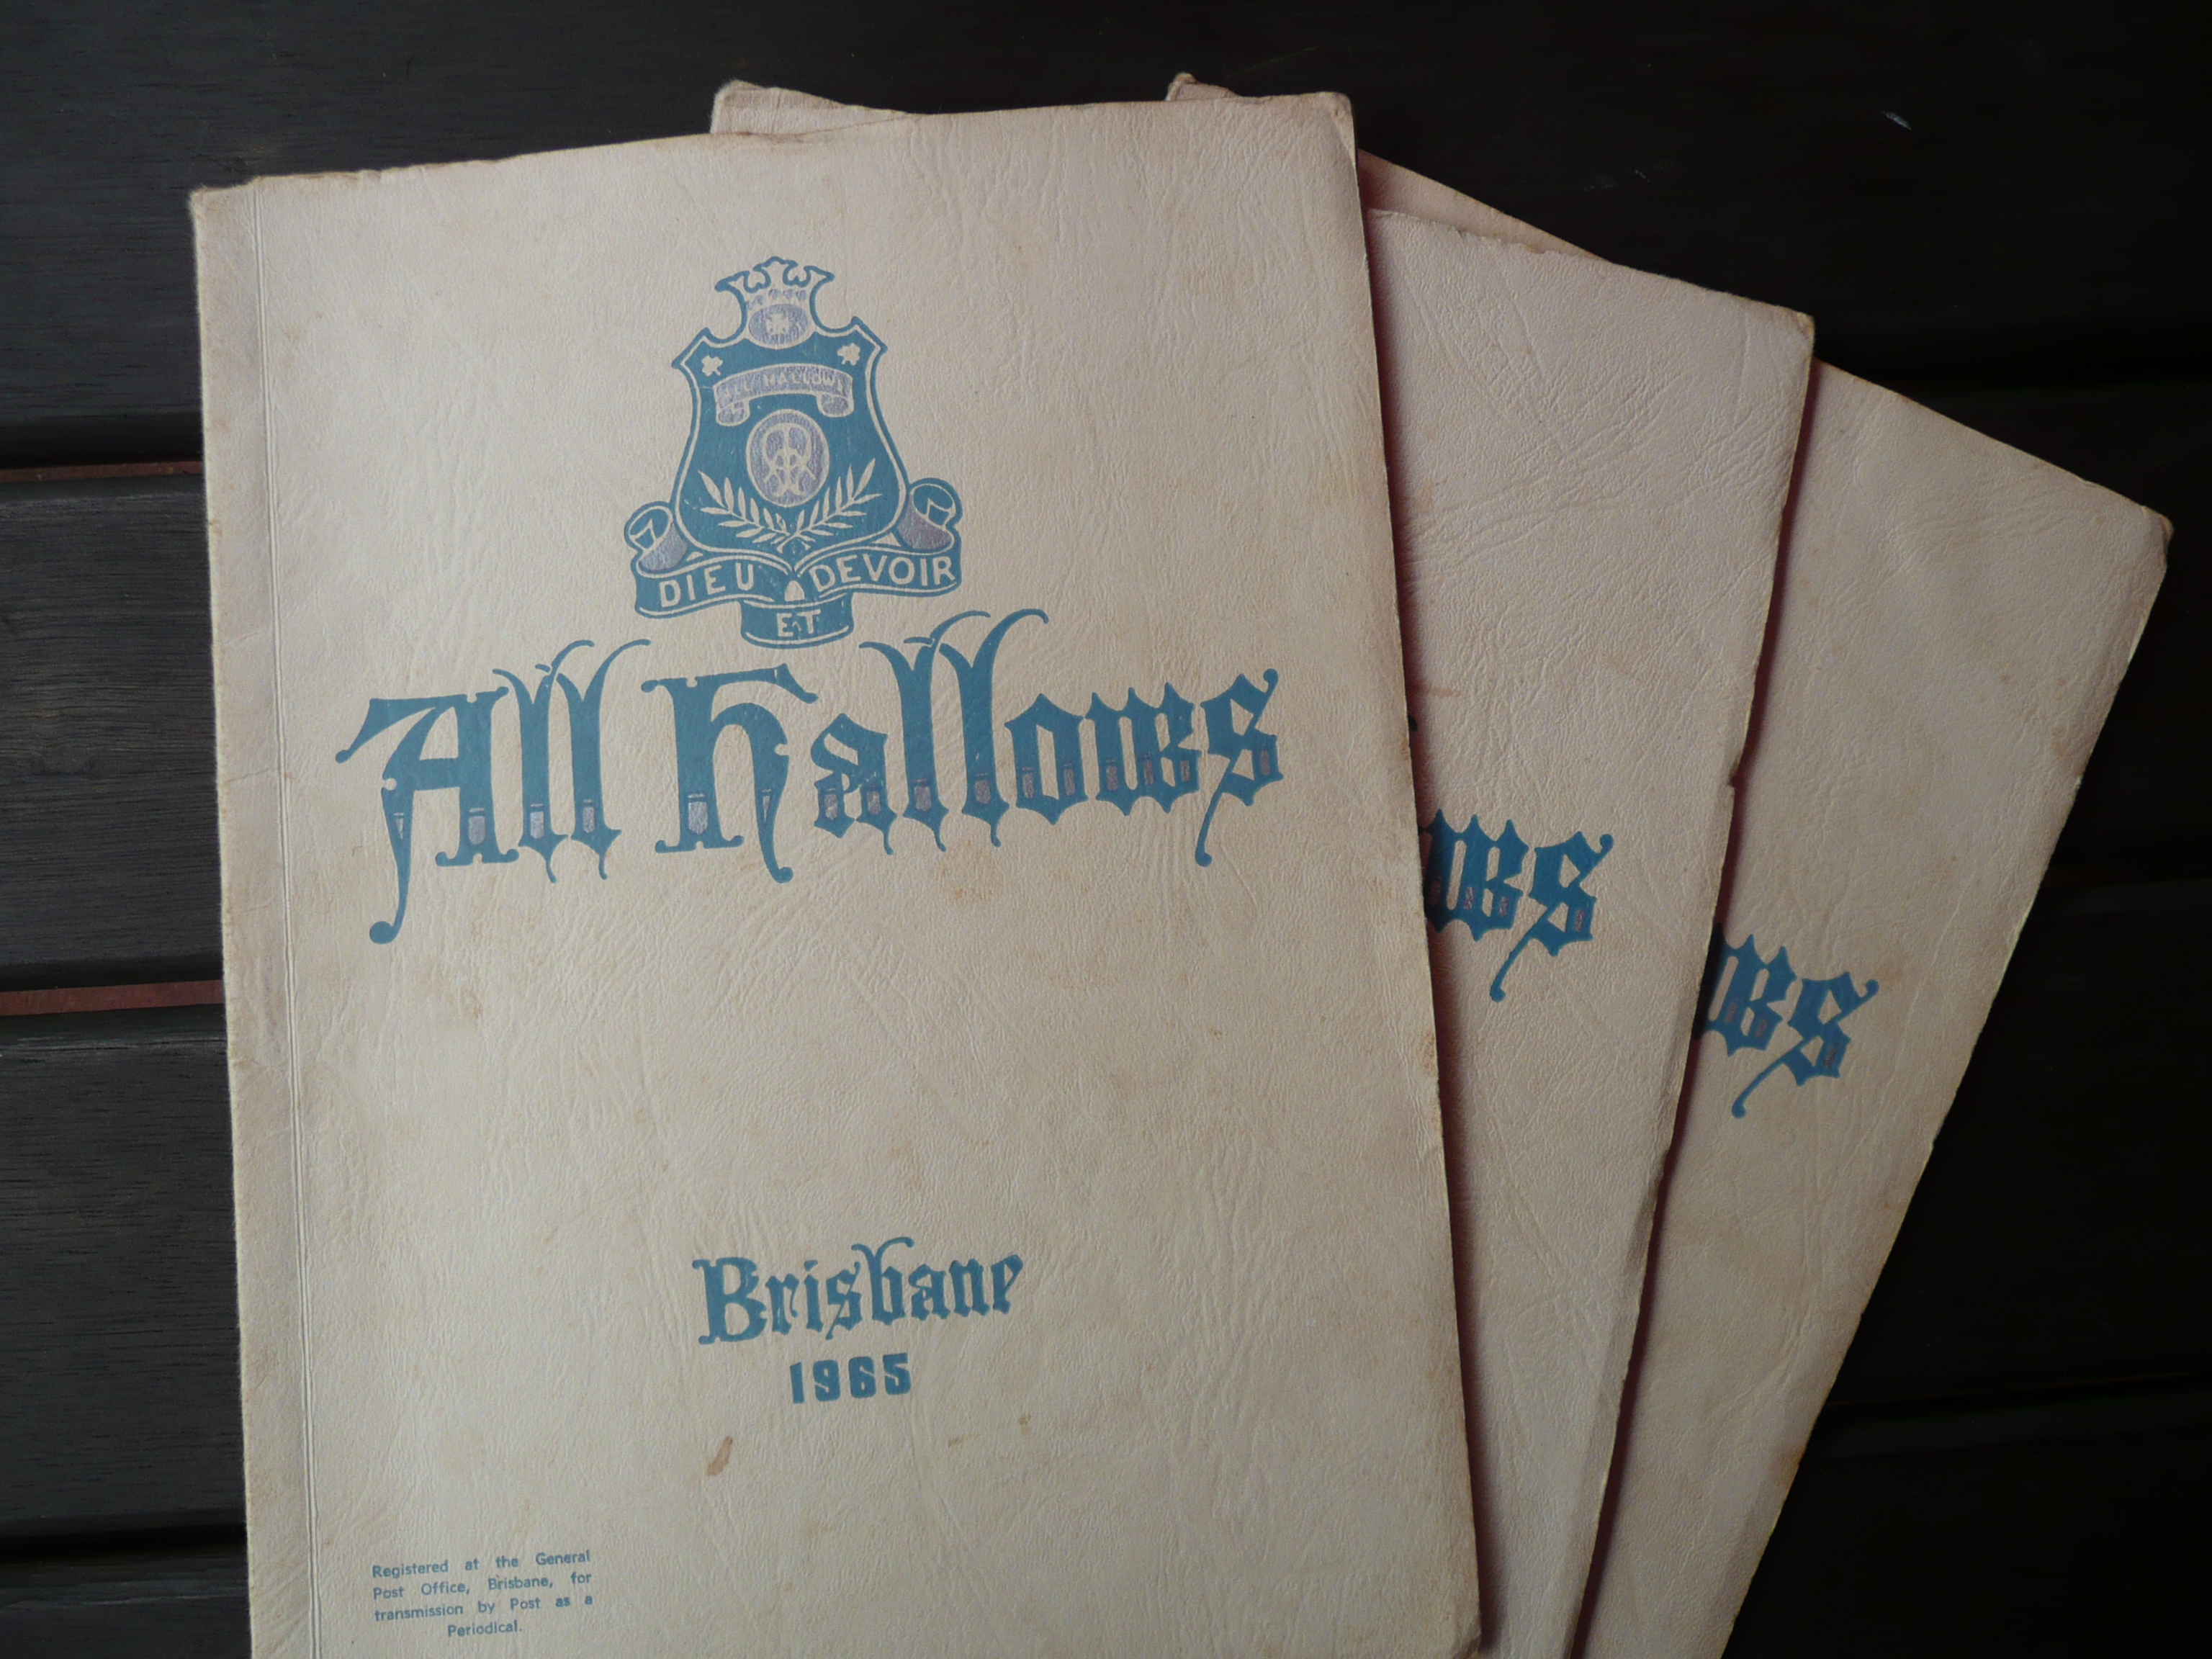 ALL HALLOWS
DIEU ET DEVOIR
All Hallows
ows
ws
Brisbane
1965
Registered at the General
Post Office, Brisbane, for
transmission by Post as a
Periodical.